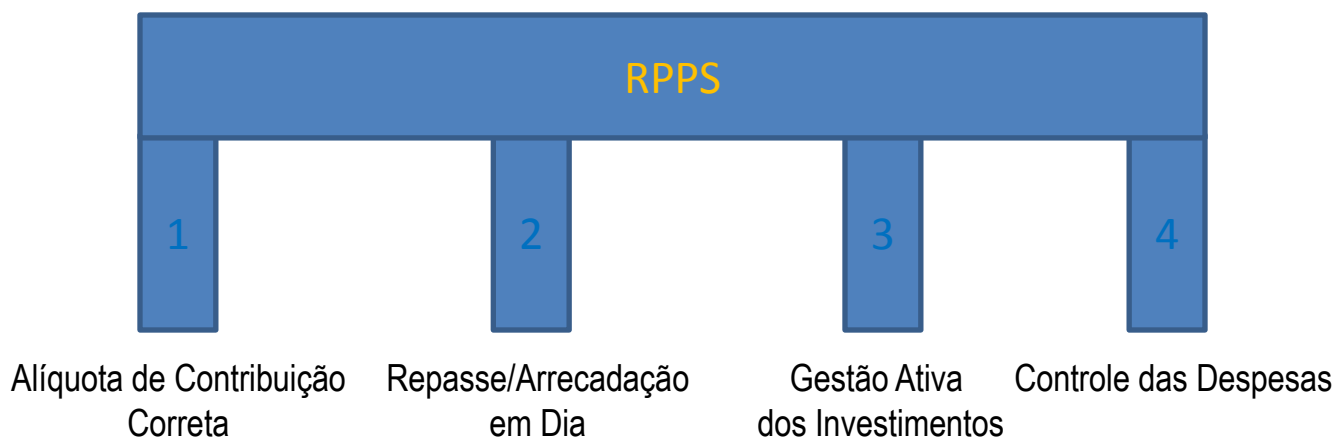 RPPS
1
2
3
4
Alíquota de Contribuição
Correta
Repasse/Arrecadação
em Dia
Gestão Ativa
dos Investimentos
Controle das Despesas